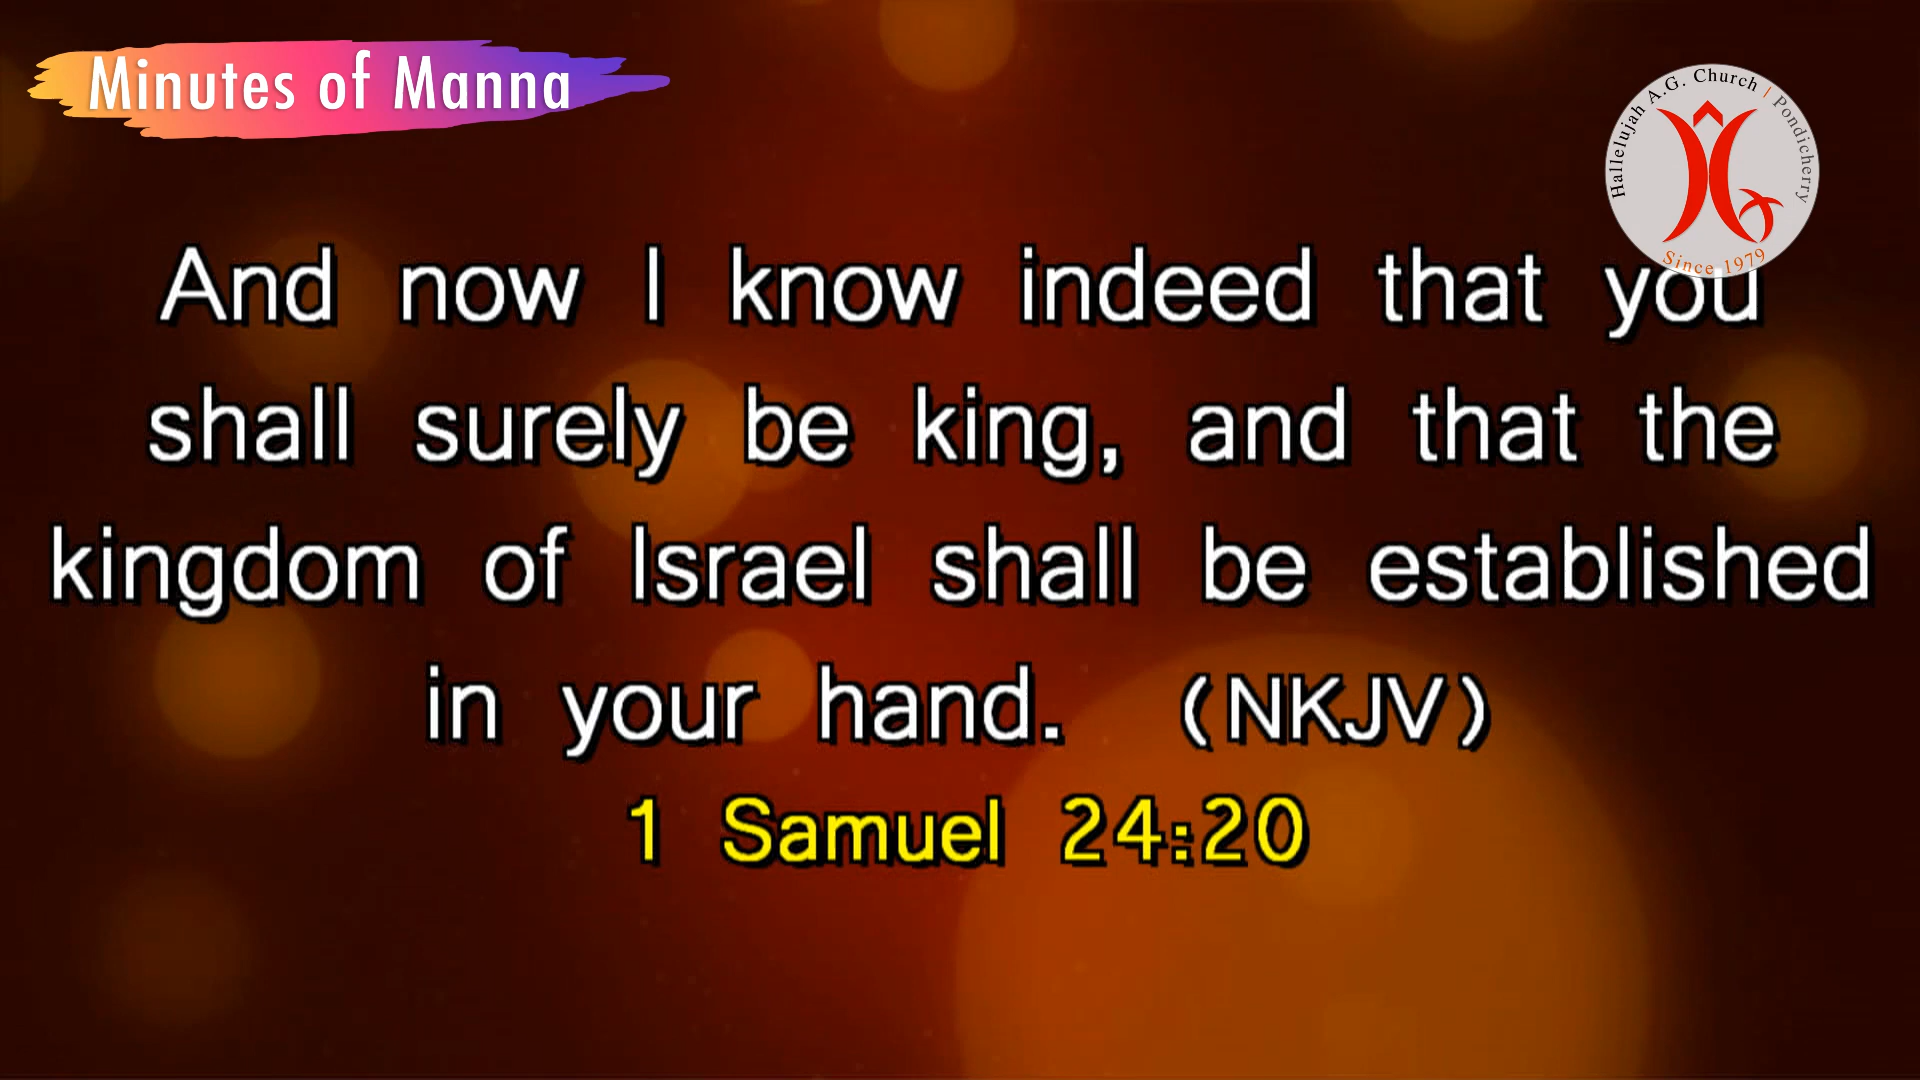 Minutes of Manna
Hallelujah A.G. Church | Pondicherry
Since 1979
And now I know indeed that you
shall surely be king, and that the
kingdom of Israel shall be established
in your hand. (NKJV)
1 Samuel 24:20